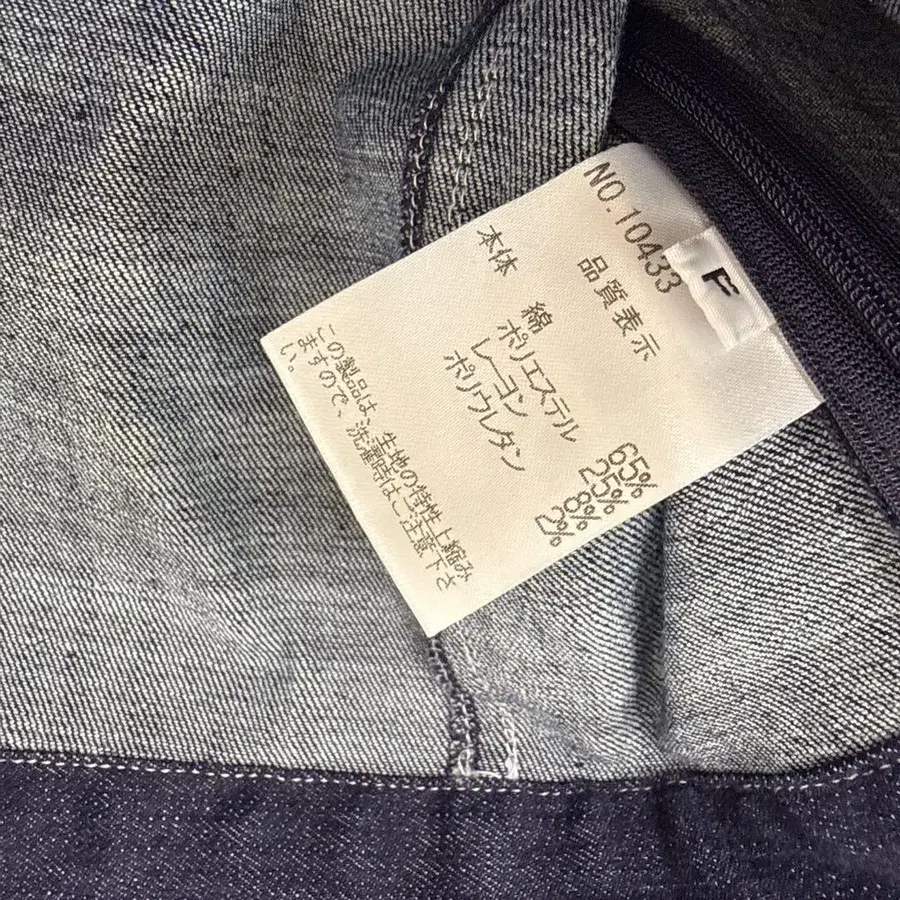 NO.10433
F
品質表示
本体
綿 65%
ポリエステル 25%
レーヨン 8%
ポリウレタン 2%
この製品は、生地の特性上縮み
ますので、洗濯時はご注意下さ
い。